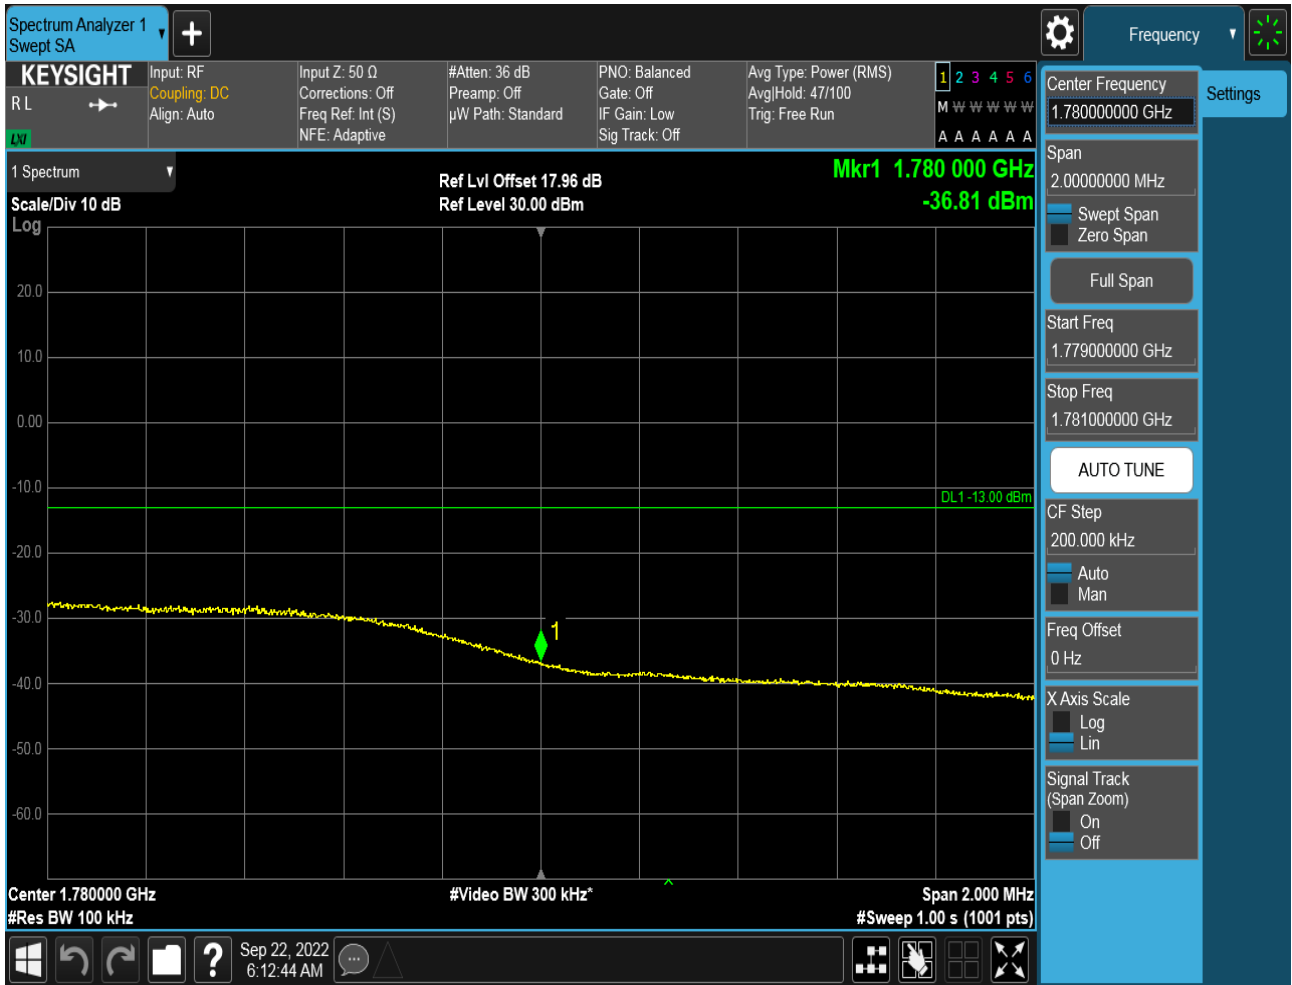 Spectrum Analyzer 1
Swept SA
Frequency
KEYSIGHT
R L
LXI
Input: RF
Coupling: DC
Align: Auto
Input Z: 50 Ω
Corrections: Off
Freq Ref: Int (S)
NFE: Adaptive
#Atten: 36 dB
Preamp: Off
µW Path: Standard
PNO: Balanced
Gate: Off
IF Gain: Low
Sig Track: Off
Avg Type: Power (RMS)
Avg|Hold: 47/100
Trig: Free Run
1 2 3 4 5 6
M W W W W W
A A A A A A
1 Spectrum
Scale/Div 10 dB
Log
Ref Lvl Offset 17.96 dB
Ref Level 30.00 dBm
Mkr1 1.780 000 GHz
-36.81 dBm
20.0
10.0
0.00
-10.0
-20.0
-30.0
-40.0
-50.0
-60.0
DL1 -13.00 dBm
1
Center 1.780000 GHz
#Res BW 100 kHz
#Video BW 300 kHz*
Span 2.000 MHz
#Sweep 1.00 s (1001 pts)
Sep 22, 2022
6:12:44 AM
?
Center Frequency
1.780000000 GHz
Settings
Span
2.00000000 MHz
Swept Span
Zero Span
Full Span
Start Freq
1.779000000 GHz
Stop Freq
1.781000000 GHz
AUTO TUNE
CF Step
200.000 kHz
Auto
Man
Freq Offset
0 Hz
X Axis Scale
Log
Lin
Signal Track
(Span Zoom)
On
Off